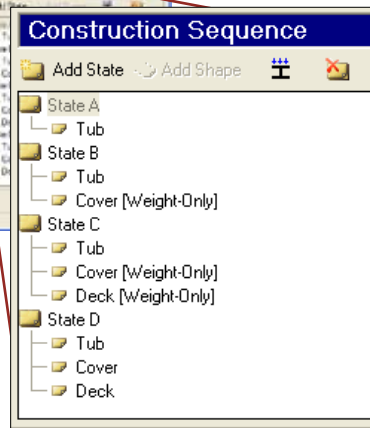 Construction Sequence
Add State Add Shape
State A
Tub
State B
Tub
Cover [Weight-Only]
State C
Tub
Cover [Weight-Only]
Deck [Weight-Only]
State D
Tub
Cover
Deck